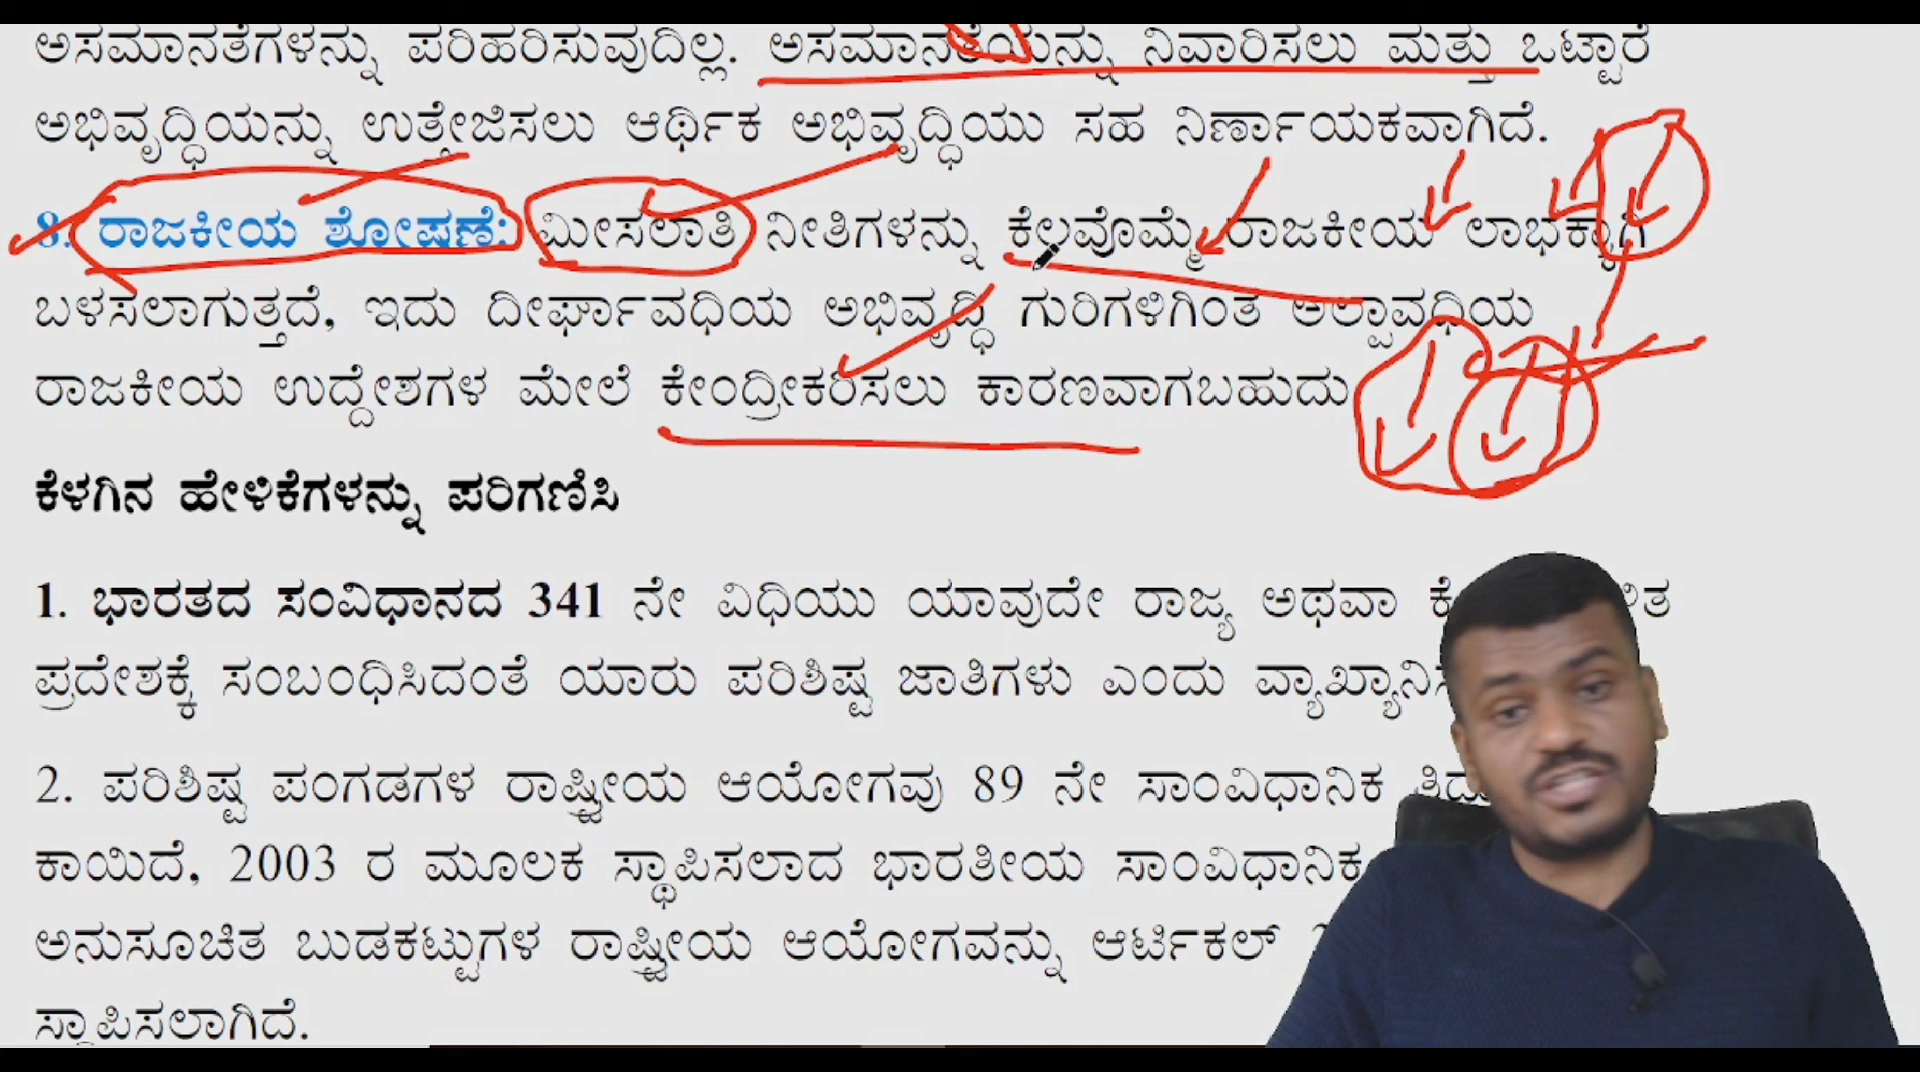 ಅಸಮಾನತೆಗಳನ್ನು ಪರಿಹರಿಸುವುದಿಲ್ಲ. ಅಸಮಾನತೆಯನ್ನು ನಿವಾರಿಸಲು ಮತ್ತು ಒಟ್ಟಾರೆ
ಅಭಿವೃದ್ಧಿಯನ್ನು ಉತ್ತೇಜಿಸಲು ಆರ್ಥಿಕ ಅಭಿವೃದ್ಧಿಯು ಸಹ ನಿರ್ಣಾಯಕವಾಗಿದೆ.
8. ರಾಜಕೀಯ ಶೋಷಣೆ: ಮೀಸಲಾತಿ ನೀತಿಗಳನ್ನು ಕೆಲವೊಮ್ಮೆ ರಾಜಕೀಯ ಲಾಭಕ್ಕಾಗಿ
ಬಳಸಲಾಗುತ್ತದೆ, ಇದು ದೀರ್ಘಾವಧಿಯ ಅಭಿವೃದ್ಧಿ ಗುರಿಗಳಿಗಿಂತ ಅಲ್ಪಾವಧಿಯ
ರಾಜಕೀಯ ಉದ್ದೇಶಗಳ ಮೇಲೆ ಕೇಂದ್ರೀಕರಿಸಲು ಕಾರಣವಾಗಬಹುದು
ಕೆಳಗಿನ ಹೇಳಿಕೆಗಳನ್ನು ಪರಿಗಣಿಸಿ
1. ಭಾರತದ ಸಂವಿಧಾನದ 341 ನೇ ವಿಧಿಯು ಯಾವುದೇ ರಾಜ್ಯ ಅಥವಾ
ಪ್ರದೇಶಕ್ಕೆ ಸಂಬಂಧಿಸಿದಂತೆ ಯಾರು ಪರಿಶಿಷ್ಟ ಜಾತಿಗಳು ಎಂದು
2. ಪರಿಶಿಷ್ಟ ಪಂಗಡಗಳ ರಾಷ್ಟ್ರೀಯ ಆಯೋಗವು 89 ನೇ ಸಾಂವಿಧಾನಿಕ
ಕಾಯಿದೆ, 2003 ರ ಮೂಲಕ ಸ್ಥಾಪಿಸಲಾದ ಭಾರತೀಯ ಸಾಂವಿಧಾನಿಕ
ಅನುಸೂಚಿತ ಬುಡಕಟ್ಟುಗಳ ರಾಷ್ಟ್ರೀಯ ಆಯೋಗವನ್ನು ಆರ್ಟಿಕಲ್
ಸ್ಥಾಪಿಸಲಾಗಿದೆ.